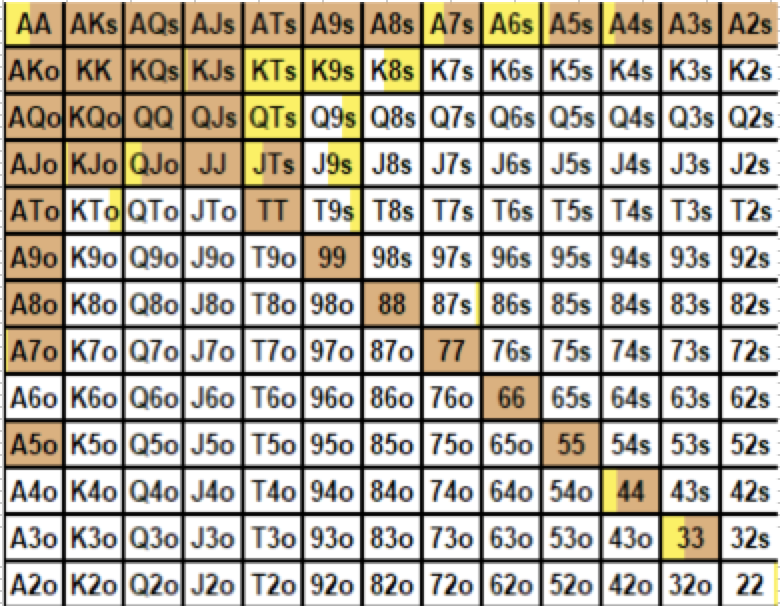 AA AKs AQs AJs ATs A9s A8s A7s A6s A5s A4s A3s A2s
AKo KK KQs KJs KTs K9s K8s K7s K6s K5s K4s K3s K2s
AQo KQo QQ QJs QTs Q9s Q8s Q7s Q6s Q5s Q4s Q3s Q2s
AJo KJo QJo JJ JTs J9s J8s J7s J6s J5s J4s J3s J2s
ATo KTo QTo JTo TT T9s T8s T7s T6s T5s T4s T3s T2s
A9o K9o Q9o J9o T9o 99 98s 97s 96s 95s 94s 93s 92s
A8o K8o Q8o J8o T8o 98o 88 87s 86s 85s 84s 83s 82s
A7o K7o Q7o J7o T7o 97o 87o 77 76s 75s 74s 73s 72s
A6o K6o Q6o J6o T6o 96o 86o 76o 66 65s 64s 63s 62s
A5o K5o Q5o J5o T5o 95o 85o 75o 65o 55 54s 53s 52s
A4o K4o Q4o J4o T4o 94o 84o 74o 64o 54o 44 43s 42s
A3o K3o Q3o J3o T3o 93o 83o 73o 63o 53o 43o 33 32s
A2o K2o Q2o J2o T2o 92o 82o 72o 62o 52o 42o 32o 22